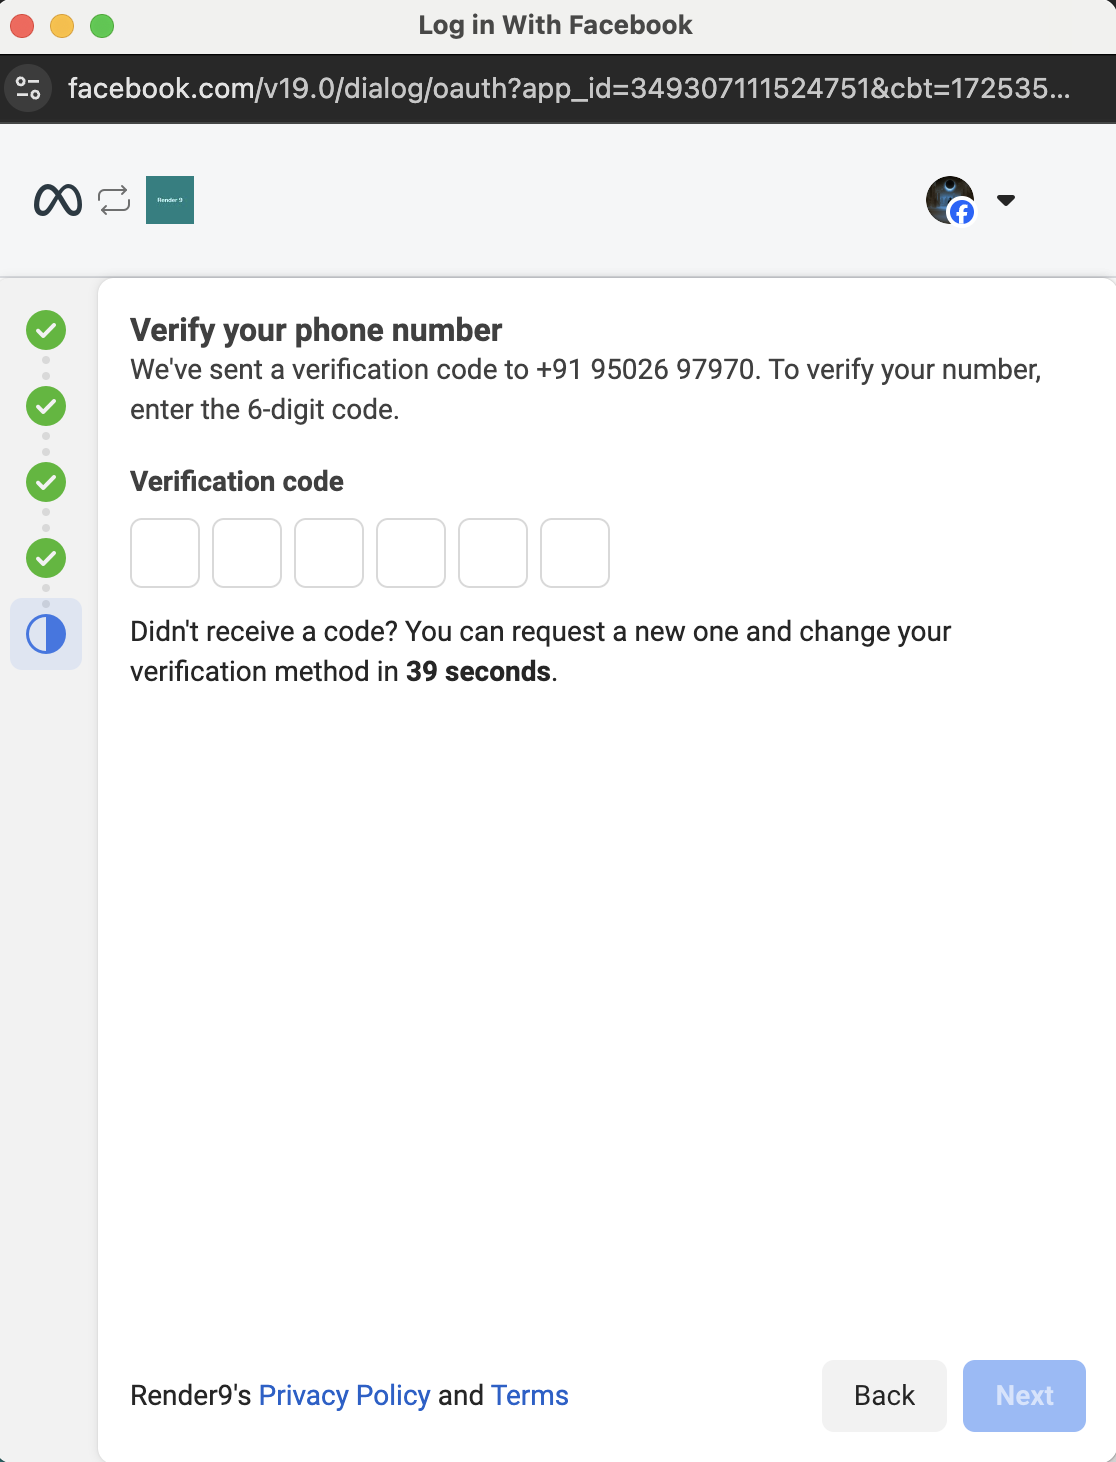 Log in With Facebook
facebook.com/v19.0/dialog/oauth?app_id=349307111524751&cbt=172535...
Render 9
Verify your phone number
We've sent a verification code to +91 95026 97970. To verify your number,
enter the 6-digit code.
Verification code
Didn't receive a code? You can request a new one and change your
verification method in 39 seconds.
Render9's Privacy Policy and Terms
Back
Next